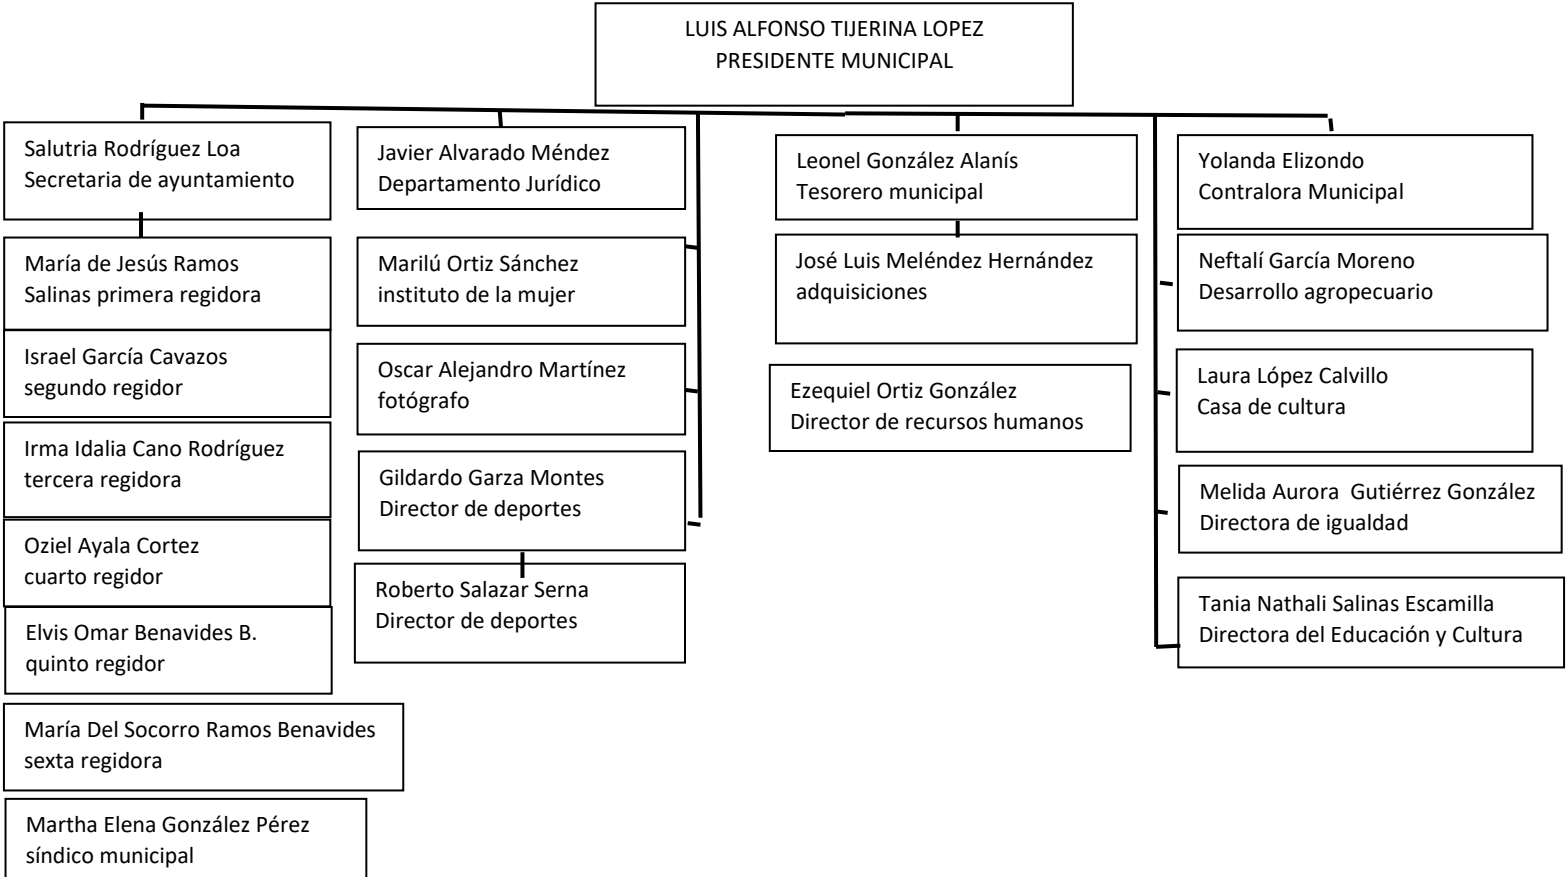 LUIS ALFONSO TIJERINA LOPEZ
PRESIDENTE MUNICIPAL
Salutria Rodríguez Loa
Secretaria de ayuntamiento
María de Jesús Ramos
Salinas primera regidora
Israel García Cavazos
segundo regidor
Irma Idalia Cano Rodríguez
tercera regidora
Oziel Ayala Cortez
cuarto regidor
Elvis Omar Benavides B.
quinto regidor
María Del Socorro Ramos Benavides
sexta regidora
Martha Elena González Pérez
síndico municipal
Javier Alvarado Méndez
Departamento Jurídico
Marilú Ortiz Sánchez
instituto de la mujer
Oscar Alejandro Martínez
fotógrafo
Gildardo Garza Montes
Director de deportes
Roberto Salazar Serna
Director de deportes
Leonel González Alanís
Tesorero municipal
José Luis Meléndez Hernández
adquisiciones
Ezequiel Ortiz González
Director de recursos humanos
Yolanda Elizondo
Contralora Municipal
Neftalí García Moreno
Desarrollo agropecuario
Laura López Calvillo
Casa de cultura
Melida Aurora  Gutiérrez González
Directora de igualdad
Tania Nathali Salinas Escamilla
Directora del Educación y Cultura